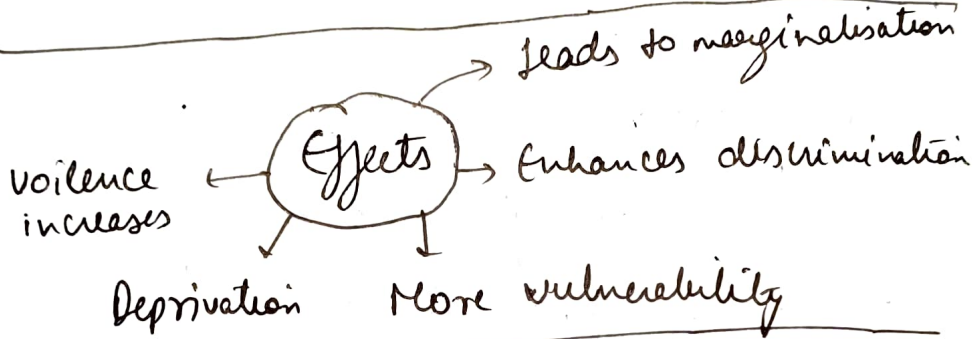 Leads to marginalisation
Effects
Enhances discrimination
voilence
increases
Deprivation
More vulnerability